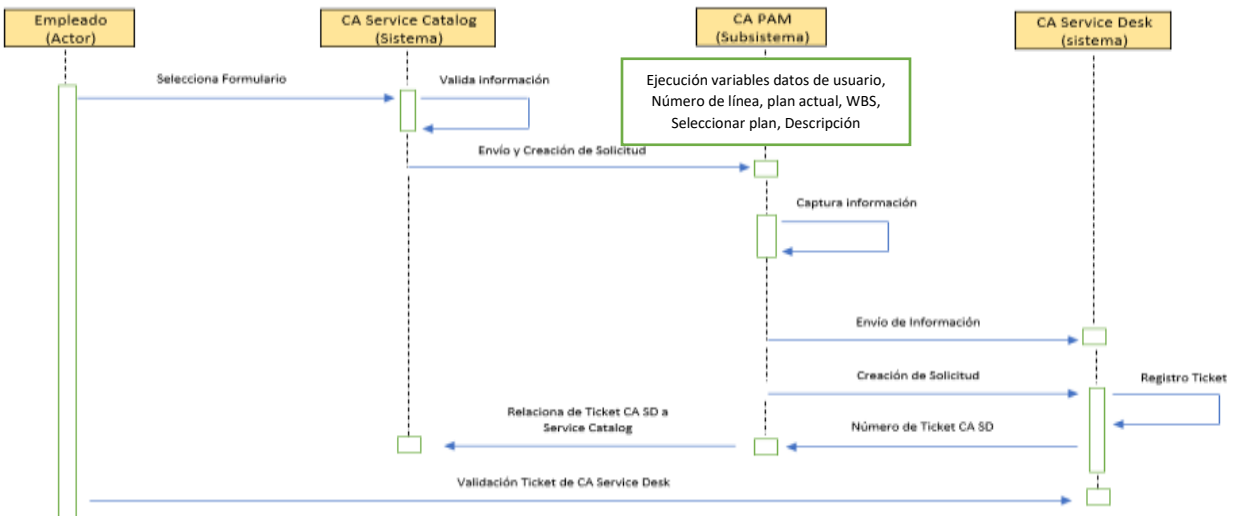 Empleado
(Actor)
CA Service Catalog
(Sistema)
CA PAM
(Subsistema)
CA Service Desk
(sistema)
Selecciona Formulario
Valida información
Ejecución variables datos de usuario,
Número de línea, plan actual, WBS,
Seleccionar plan, Descripción
Envío y Creación de Solicitud
Captura información
Envío de Información
Creación de Solicitud
Registro Ticket
Relaciona de Ticket CA SD a
Service Catalog
Número de Ticket CA SD
Validación Ticket de CA Service Desk